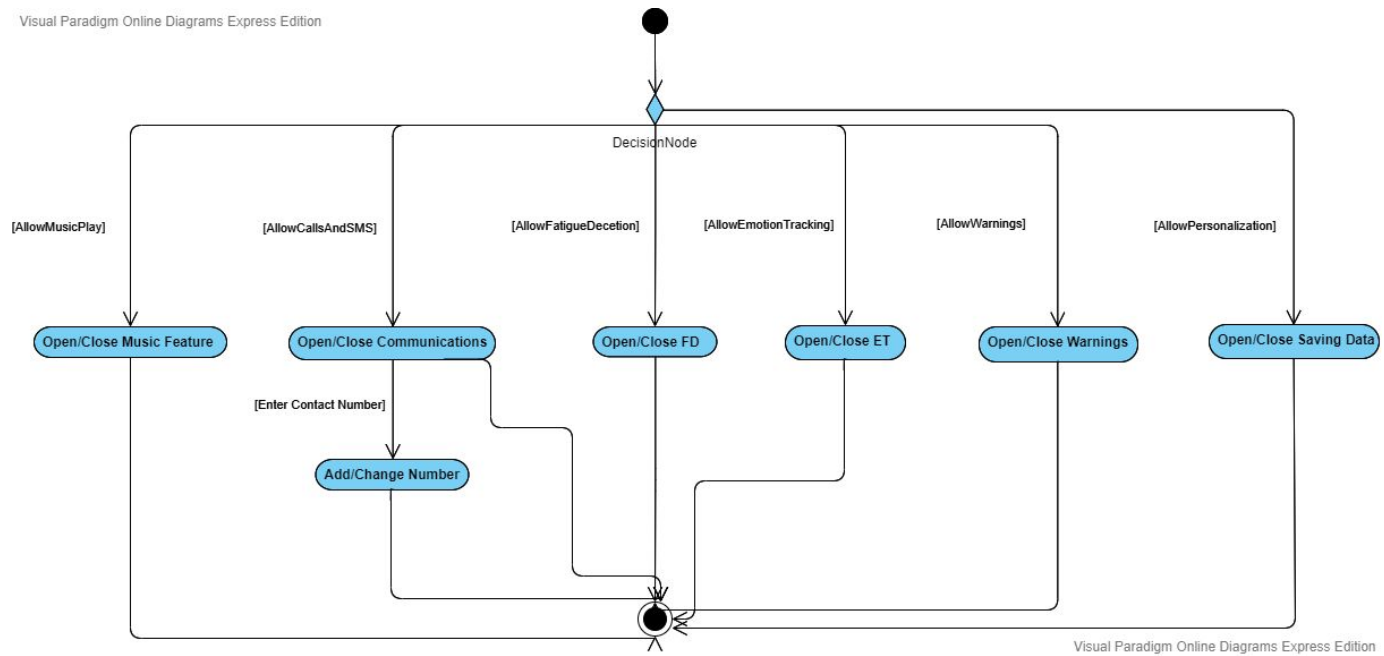 Visual Paradigm Online Diagrams Express Edition
DecisionNode
[AllowMusicPlay]
[AllowCallsAndSMS]
[AllowFatigueDecetion]
[AllowEmotionTracking]
[AllowWarnings]
[AllowPersonalization]
Open/Close Music Feature
Open/Close Communications
Open/Close FD
Open/Close ET
Open/Close Warnings
Open/Close Saving Data
[Enter Contact Number]
Add/Change Number
Visual Paradigm Online Diagrams Express Edition